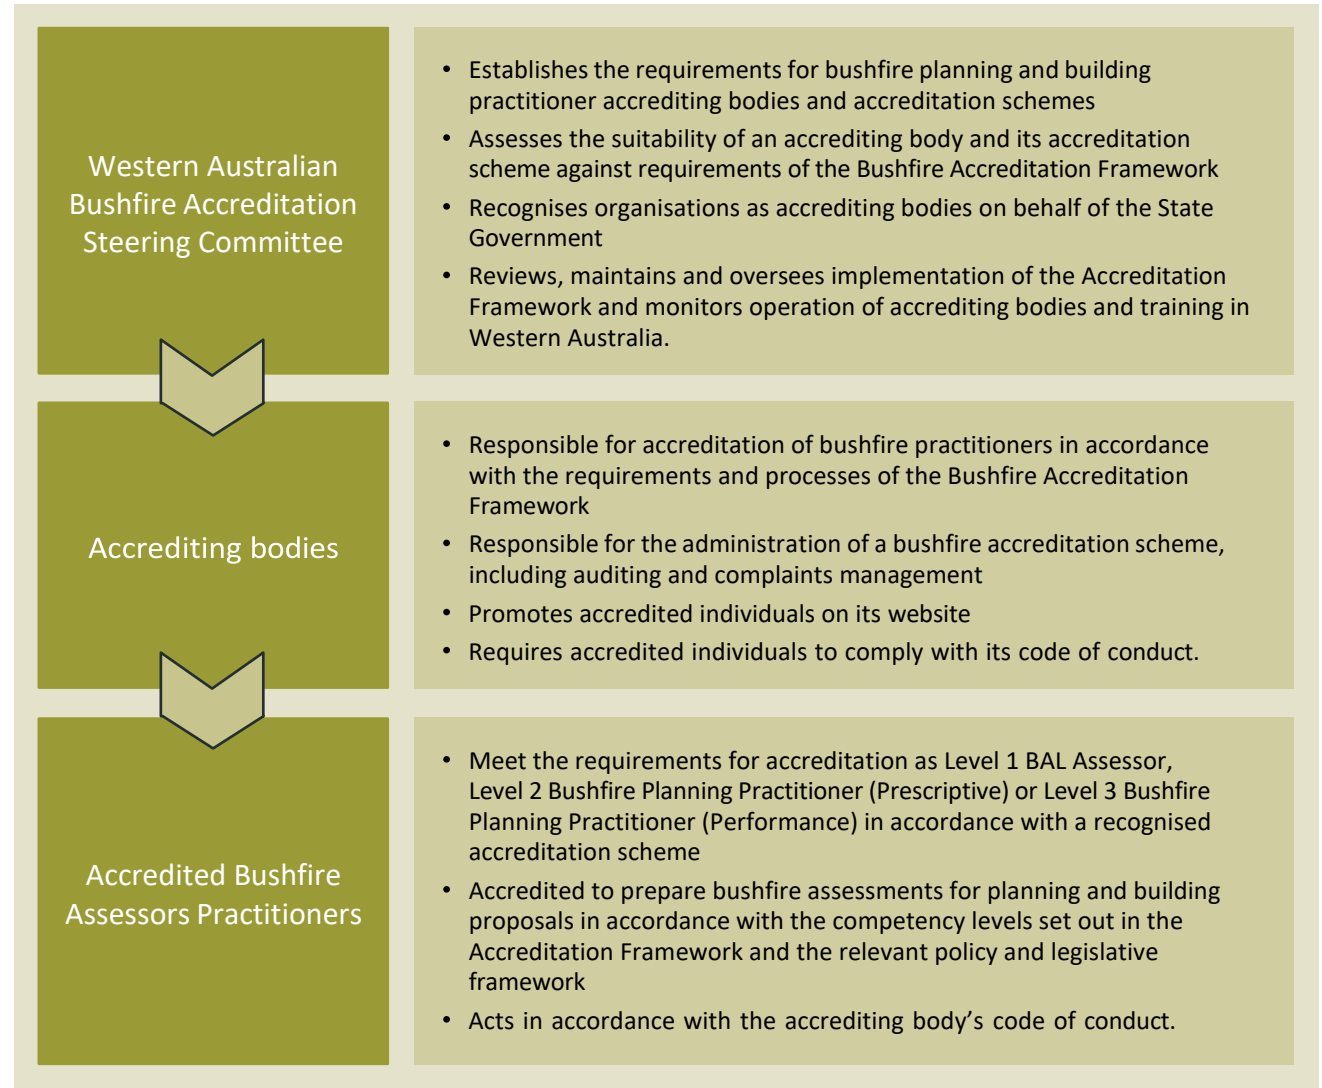 Western Australian
Bushfire Accreditation
Steering Committee
• Establishes the requirements for bushfire planning and building
practitioner accrediting bodies and accreditation schemes
• Assesses the suitability of an accrediting body and its accreditation
scheme against requirements of the Bushfire Accreditation Framework
• Recognises organisations as accrediting bodies on behalf of the State
Government
• Reviews, maintains and oversees implementation of the Accreditation
Framework and monitors operation of accrediting bodies and training in
Western Australia.
Accrediting bodies
• Responsible for accreditation of bushfire practitioners in accordance
with the requirements and processes of the Bushfire Accreditation
Framework
• Responsible for the administration of a bushfire accreditation scheme,
including auditing and complaints management
• Promotes accredited individuals on its website
• Requires accredited individuals to comply with its code of conduct.
Accredited Bushfire
Assessors Practitioners
• Meet the requirements for accreditation as Level 1 BAL Assessor,
Level 2 Bushfire Planning Practitioner (Prescriptive) or Level 3 Bushfire
Planning Practitioner (Performance) in accordance with a recognised
accreditation scheme
• Accredited to prepare bushfire assessments for planning and building
proposals in accordance with the competency levels set out in the
Accreditation Framework and the relevant policy and legislative
framework
• Acts in accordance with the accrediting body’s code of conduct.